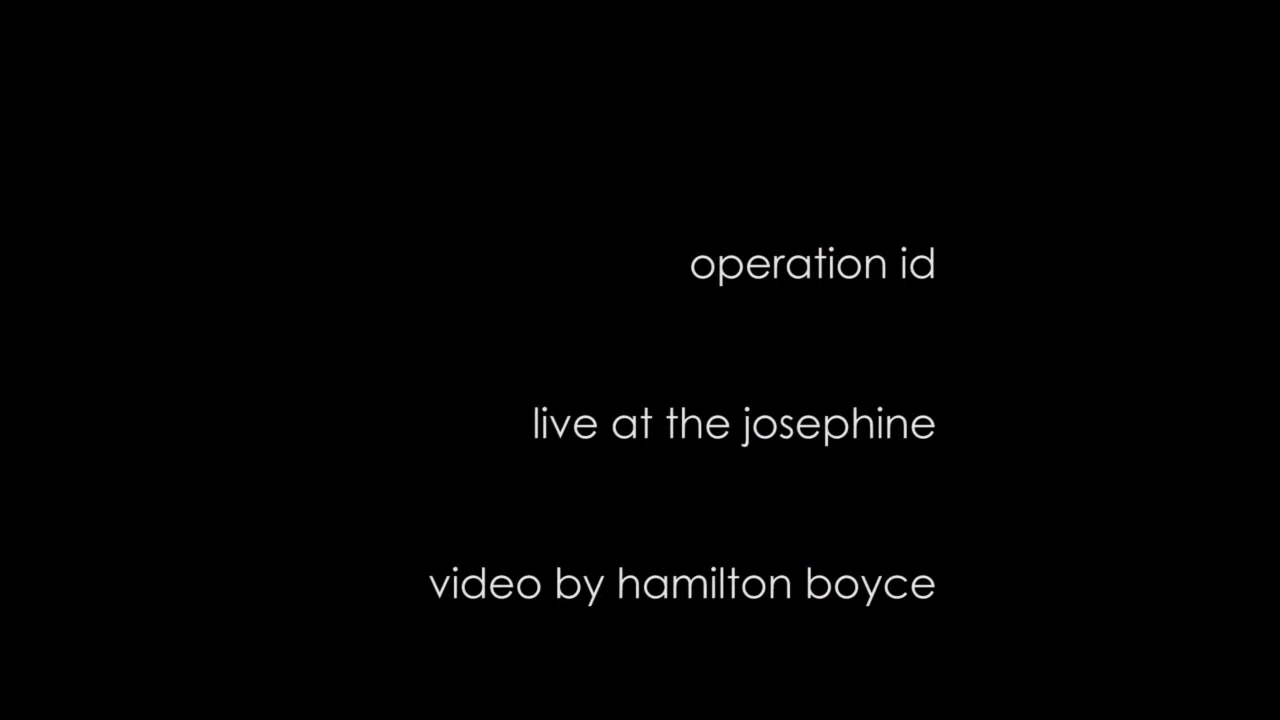 operation id
live at the josephine
video by hamilton boyce